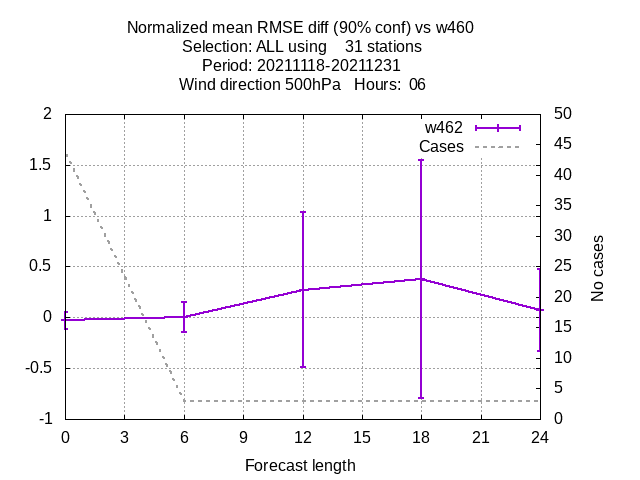 Normalized mean RMSE diff (90% conf) vs w460
Selection: ALL using    31 stations
Period: 20211118-20211231
Wind direction 500hPa   Hours:  06
w462
Cases
2
1.5
1
0.5
0
-0.5
-1
50
45
40
35
30
25
20
15
10
5
0
No cases
0 3 6 9 12 15 18 21 24
Forecast length